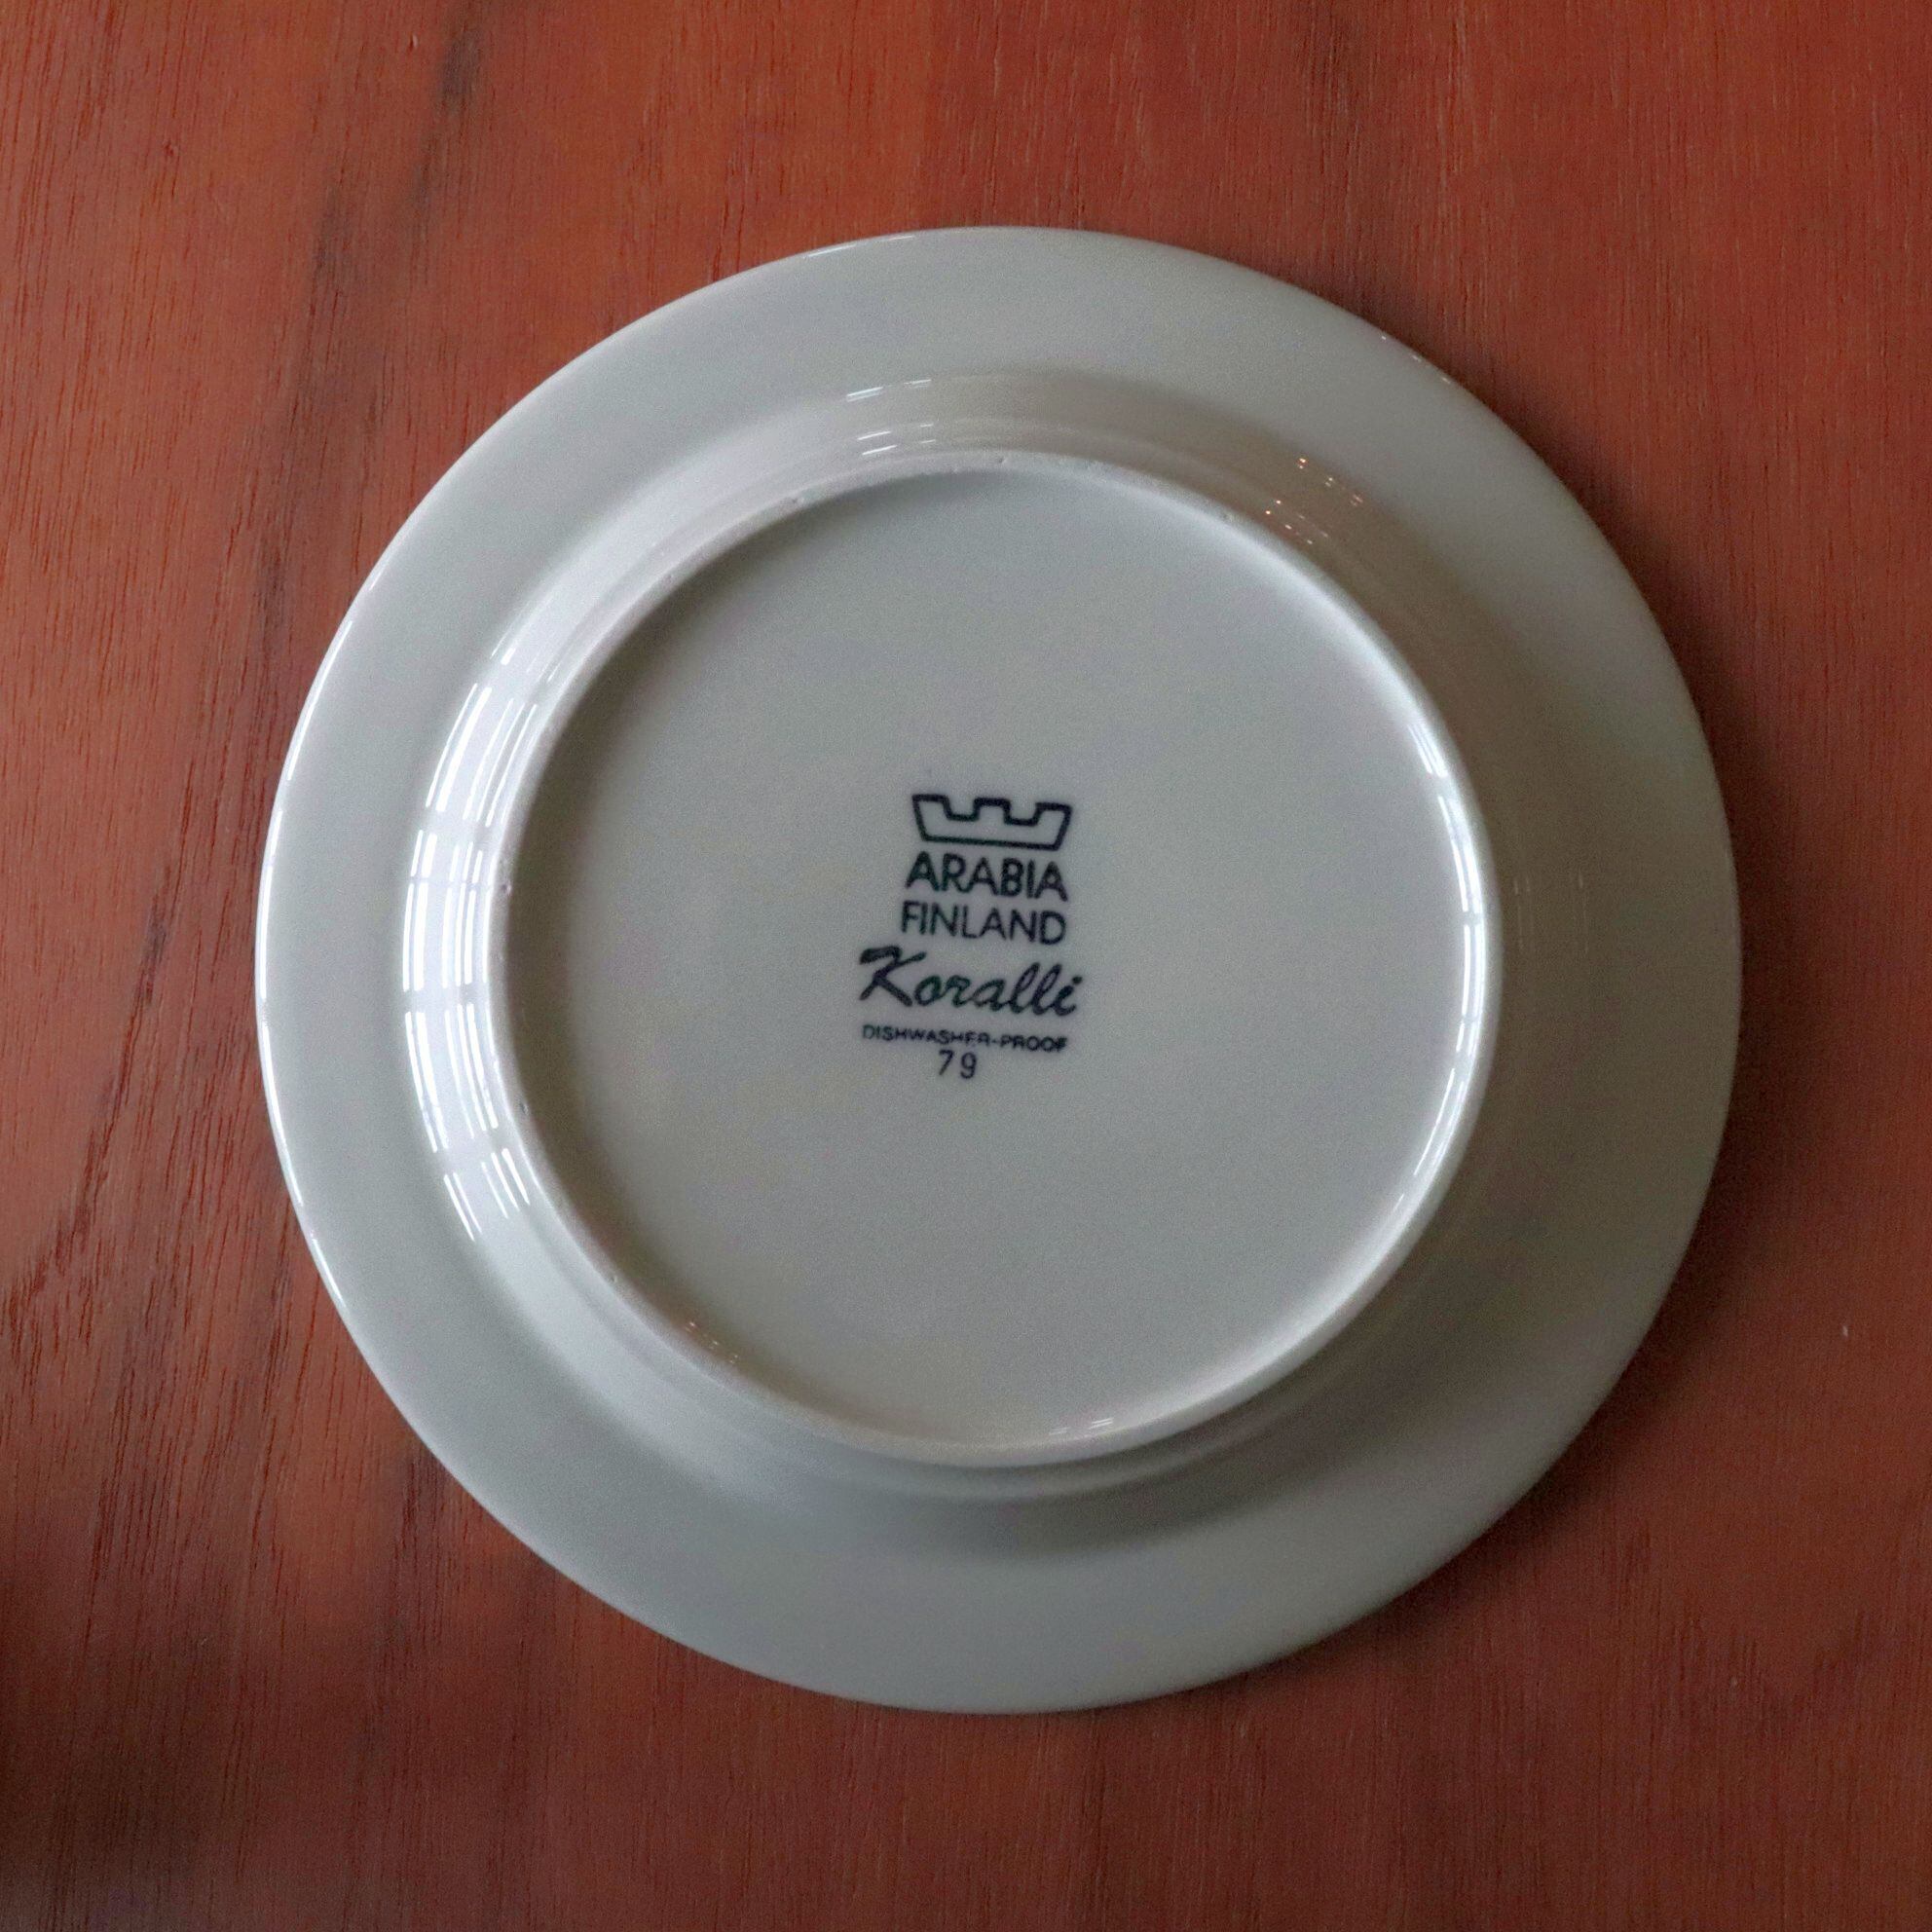 ARABIA
FINLAND
Koralli
DISHWASHER-PROOF
79